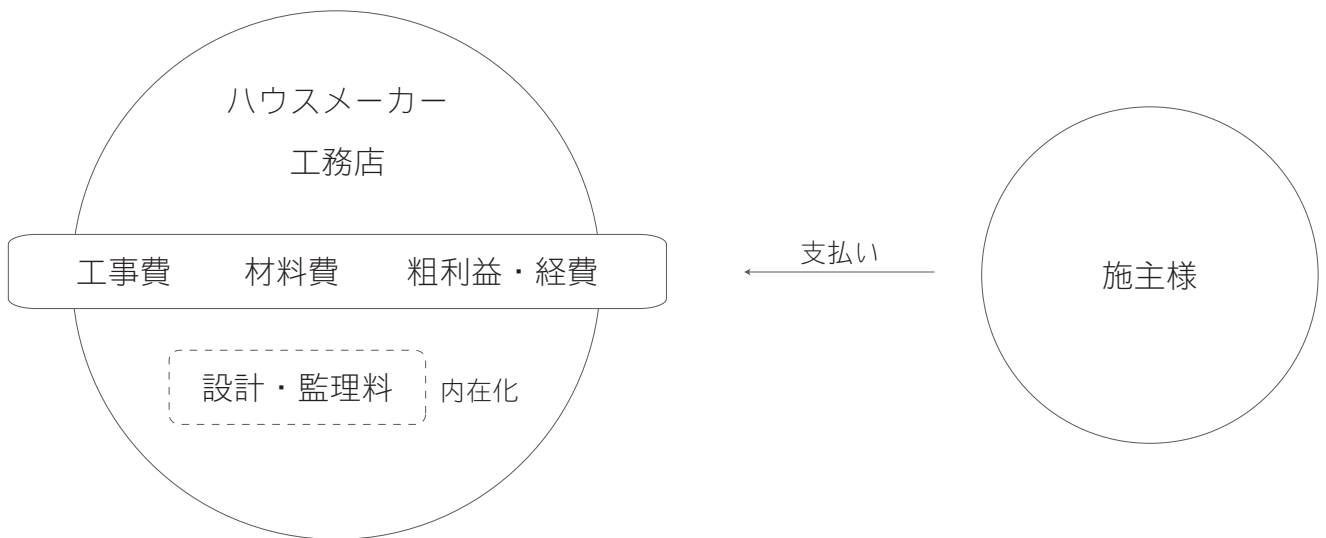 ハウスメーカー
工務店
工事費 材料費 粗利益・経費
支払い
施主様
設計・監理料 内在化